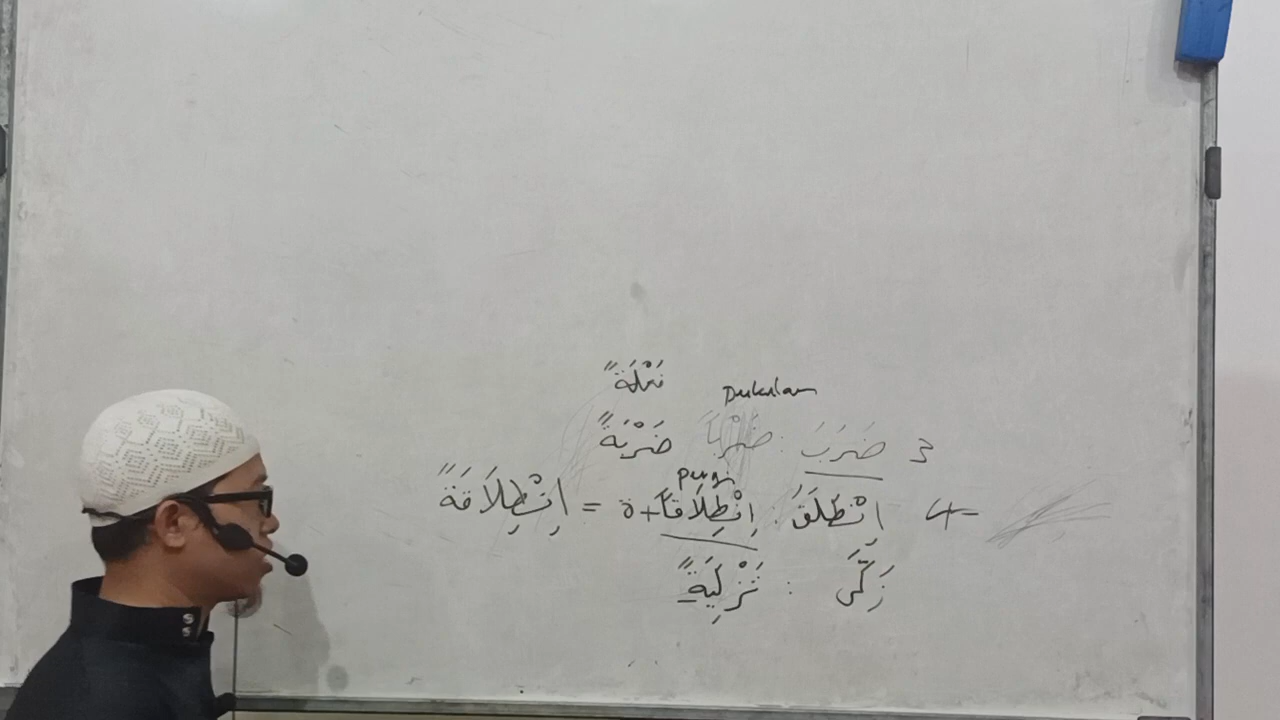 فَعْلَةً
pukulan
3 ضَرَبَ : ضَرْبًا ضَرْبَةً
pergi
4- اِنْطَلَقَ : اِنْطِلَاقًا + ة = اِنْطِلَاقَةً
زَكَّى : تَزْكِيَةً